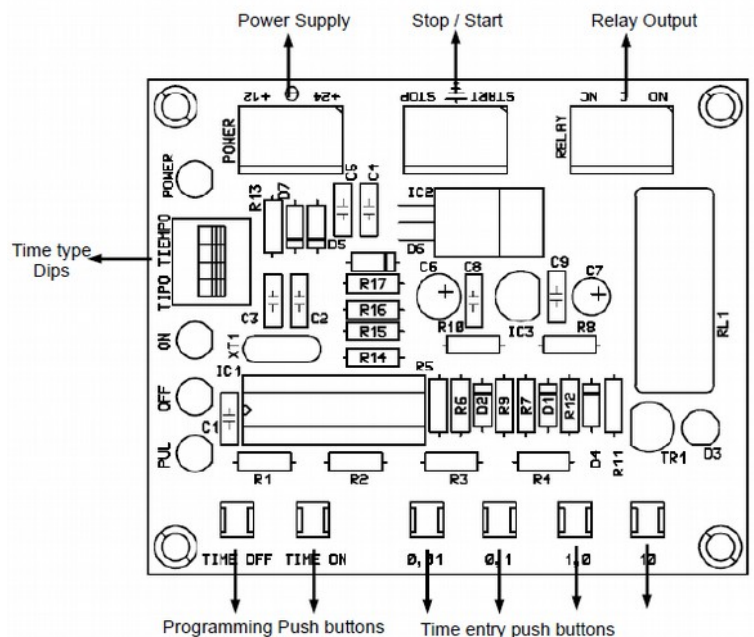 Power Supply
Stop / Start
Relay Output
+12
+24
STOP
START
NC
C
NO
POWER
RELAY
POWER
R13
D7
C5
C4
IC2
D5
D6
TIPO TIEMPO
Time type
Dips
R17
C6
C8
C9
C7
C3
C2
R16
R15
R10
IC3
R8
RL1
ON
XT1
R14
R5
IC1
OFF
C1
R6
D2
R9
R7
D1
R12
D4
R11
TR1
D3
PUL
R1
R2
R3
R4
TIME OFF
TIME ON
0,01
0,1
1,0
10
Programming Push buttons
Time entry push buttons